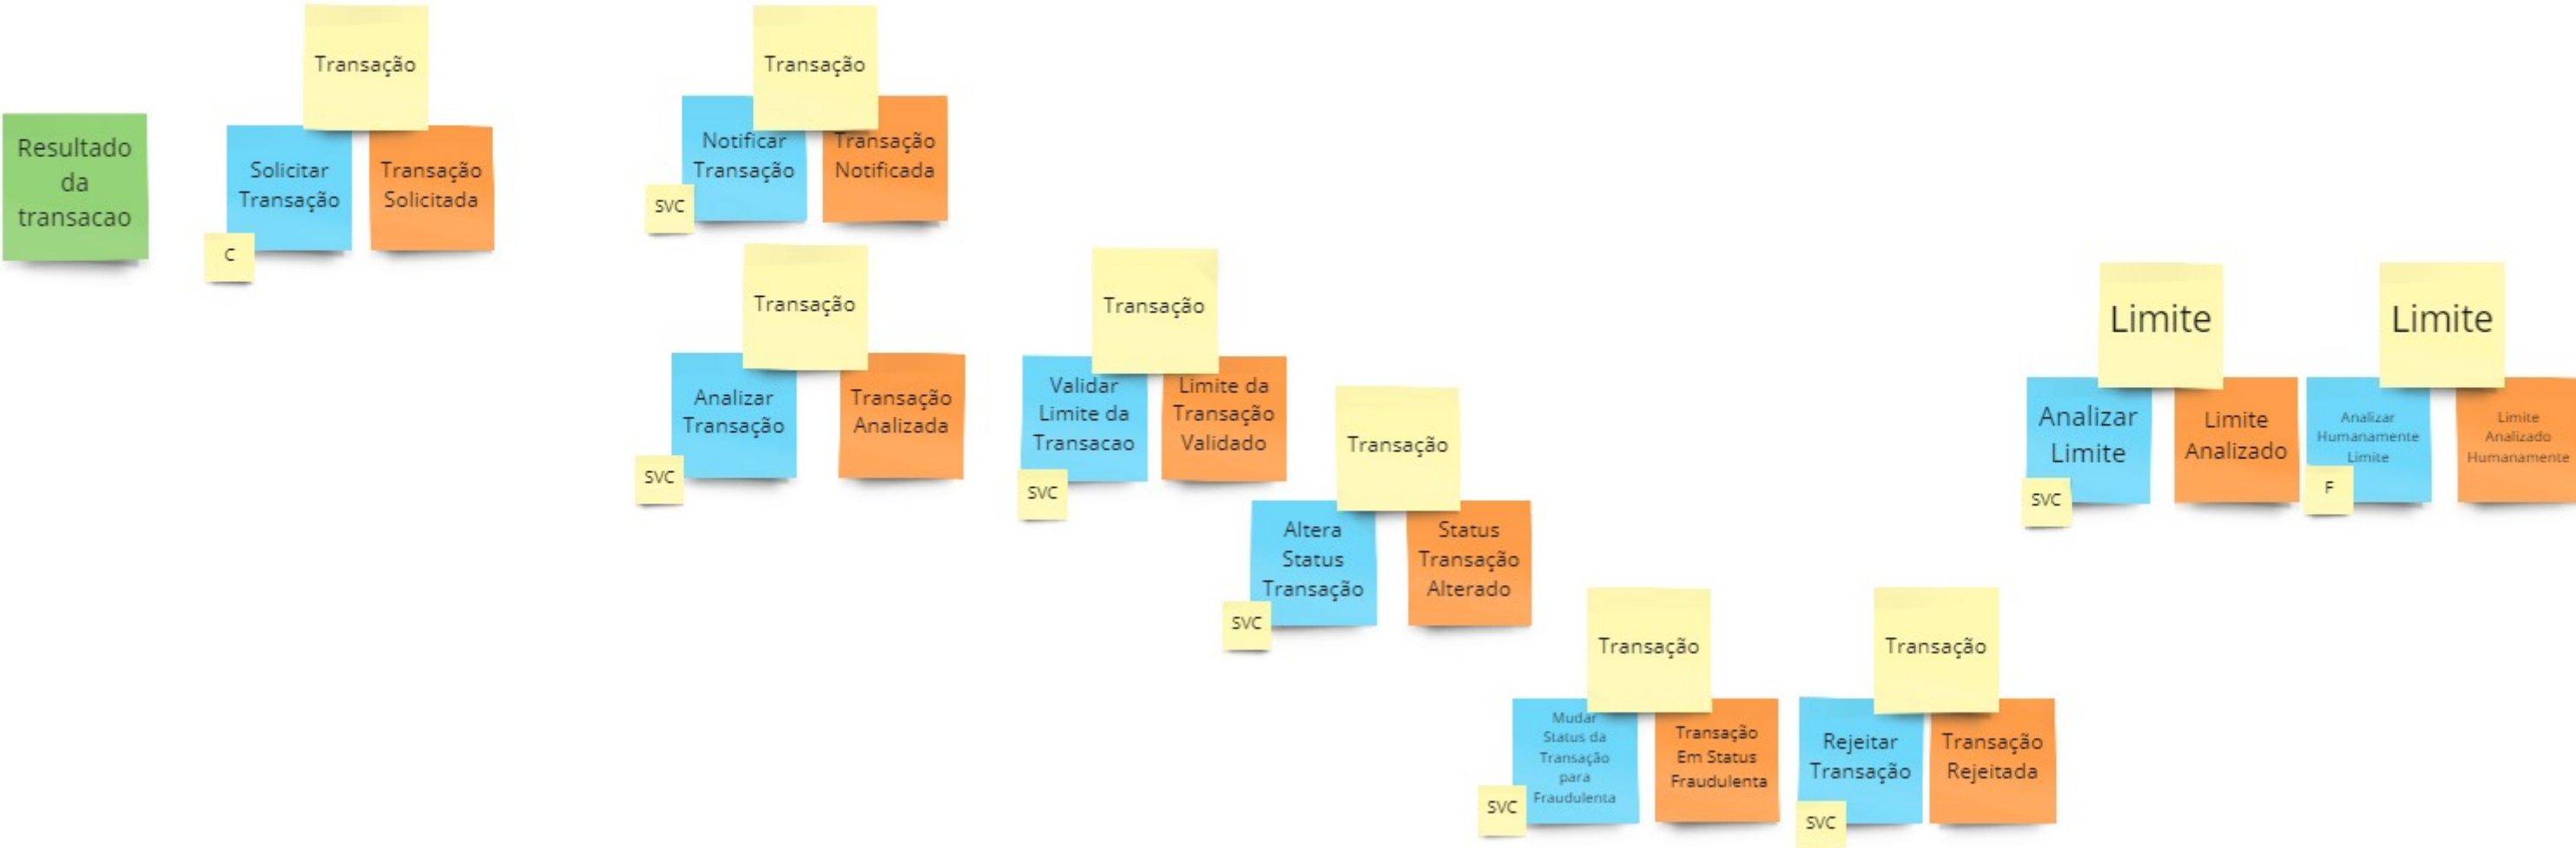 Resultado
da
transacao
Transação
Solicitar
Transação
Transação
Solicitada
C
Transação
Notificar
Transação
Transação
Notificada
SVC
Transação
Analizar
Transação
Transação
Analizada
SVC
Transação
Validar
Limite da
Transacao
Limite da
Transação
Validado
SVC
Transação
Altera
Status
Transação
Status
Transação
Alterado
SVC
Transação
Mudar
Status da
Transação
para
Fraudulenta
Transação
Em Status
Fraudulenta
SVC
Transação
Rejeitar
Transação
Transação
Rejeitada
SVC
Limite
Analizar
Limite
Limite
Analizado
SVC
Limite
Analizar
Humanamente
Limite
Limite
Analizado
Humanamente
F